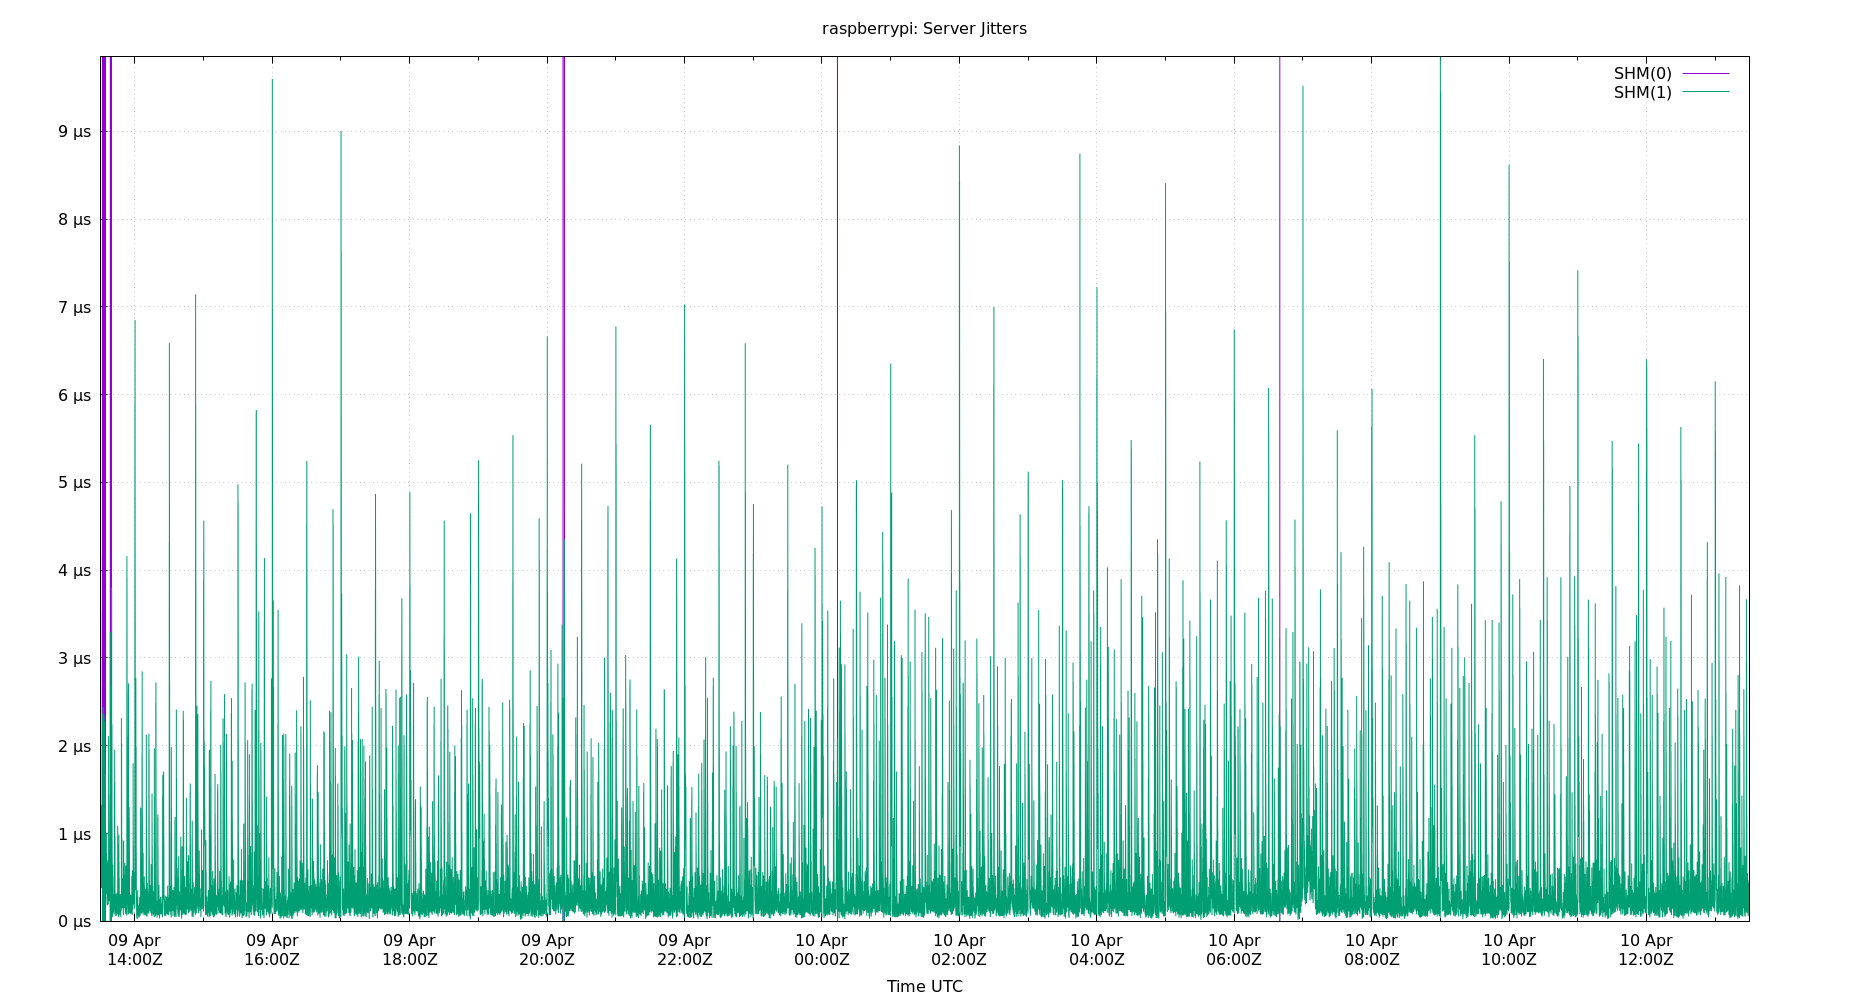 raspberrypi: Server Jitters
SHM(0)
SHM(1)
9 µs
8 µs
7 µs
6 µs
5 µs
4 µs
3 µs
2 µs
1 µs
0 µs
09 Apr 09 Apr 09 Apr 09 Apr 09 Apr 10 Apr 10 Apr 10 Apr 10 Apr 10 Apr 10 Apr 10 Apr
14:00Z 16:00Z 18:00Z 20:00Z 22:00Z 00:00Z 02:00Z 04:00Z 06:00Z 08:00Z 10:00Z 12:00Z
Time UTC